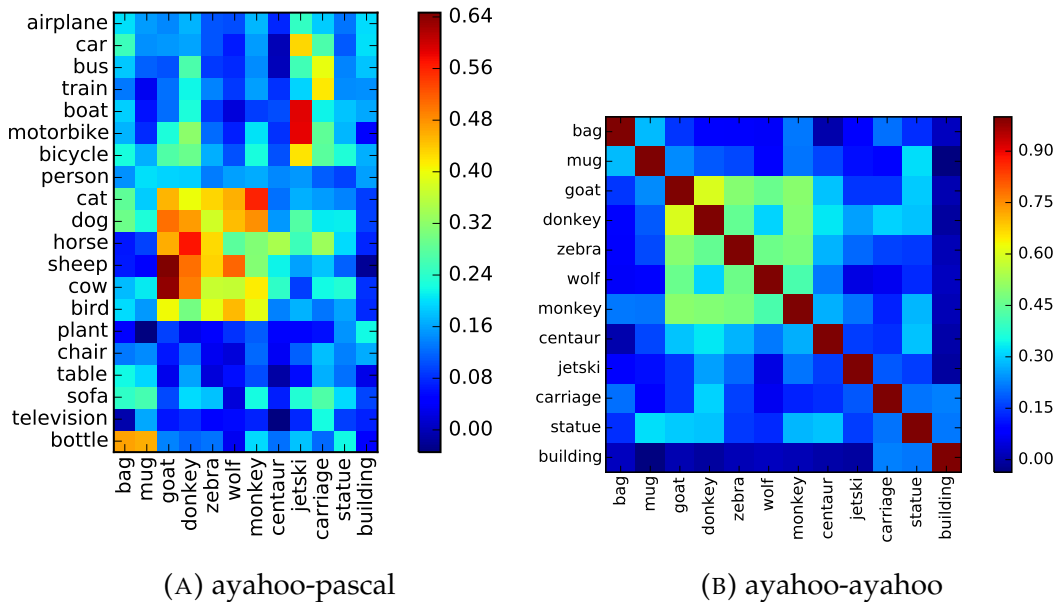 airplane
car
bus
train
boat
motorbike
bicycle
person
cat
dog
horse
sheep
cow
bird
plant
chair
table
sofa
television
bottle
bag mug goat donkey zebra wolf monkey centaur jetski carriage statue building
0.64
0.56
0.48
0.40
0.32
0.24
0.16
0.08
0.00
(A) ayahoo-pascal
bag
mug
goat
donkey
zebra
wolf
monkey
centaur
jetski
carriage
statue
building
bag mug goat donkey zebra wolf monkey centaur jetski carriage statue building
0.90
0.75
0.60
0.45
0.30
0.15
0.00
(B) ayahoo-ayahoo